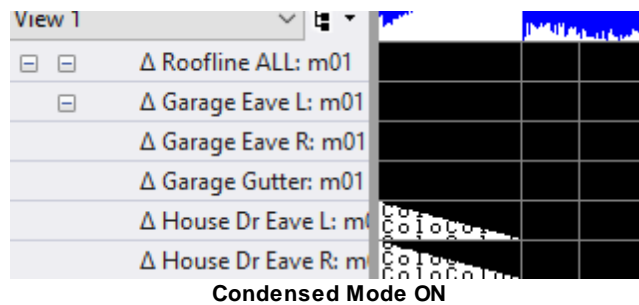 View 1
Δ Roofline ALL: m01
Δ Garage Eave L: m01
Δ Garage Eave R: m01
Δ Garage Gutter: m01
Δ House Dr Eave L: m
Δ House Dr Eave R: m
Condensed Mode ON